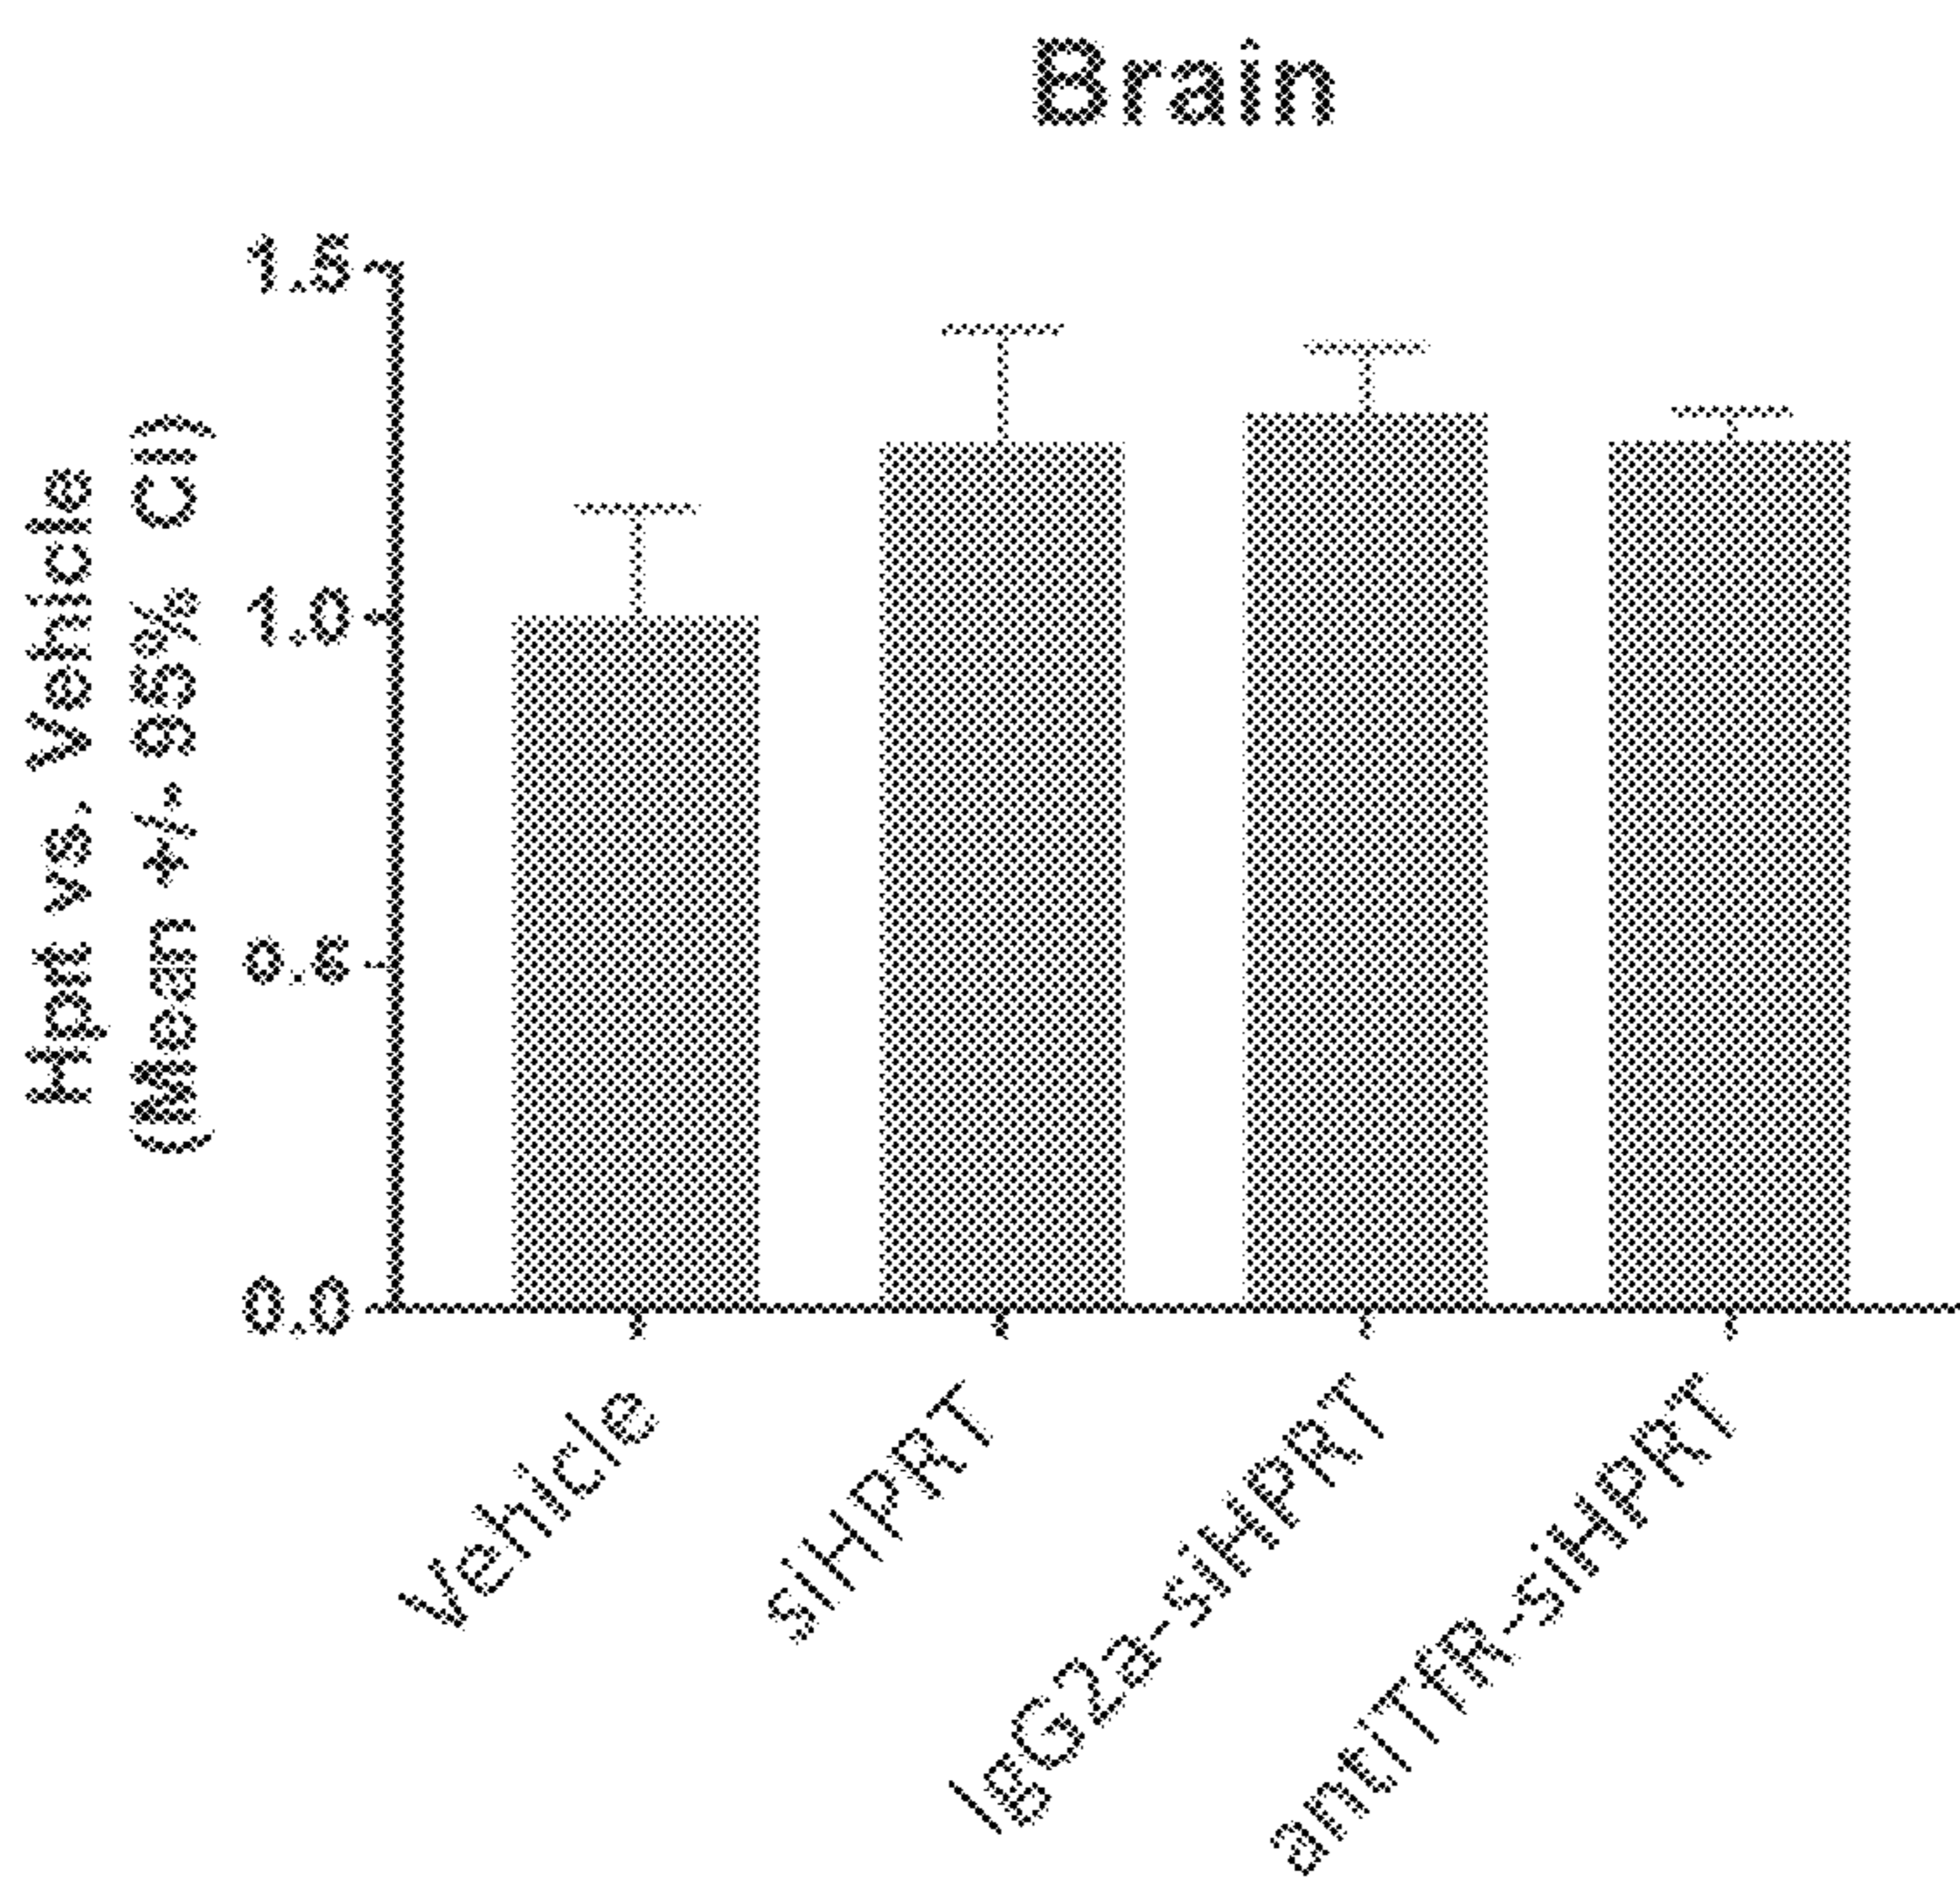 Brain
Hprt vs. Vehicle
(Mean +/- 95% CI)
1.5
1.0
0.5
0.0
Vehicle
siHPRT
IgG2a-siHPRT
antiTfR-siHPRT